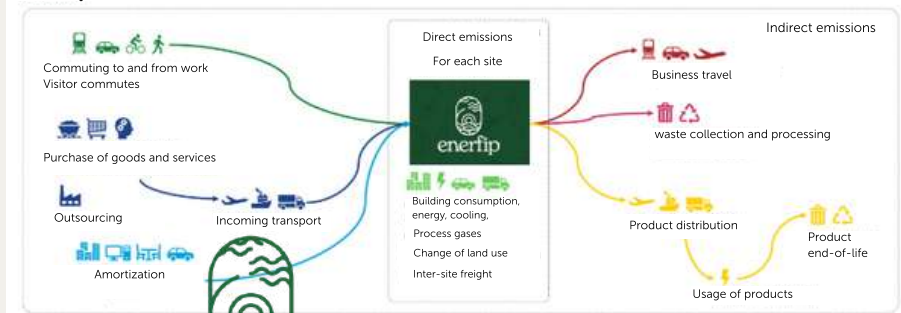 Indirect emissions
Direct emissions
For each site
enerfip
Building consumption,
energy, cooling,
Process gases
Change of land use
Inter-site freight
Commuting to and from work
Visitor commutes
Purchase of goods and services
Outsourcing
Incoming transport
Amortization
Business travel
waste collection and processing
Product distribution
Product
end-of-life
Usage of products